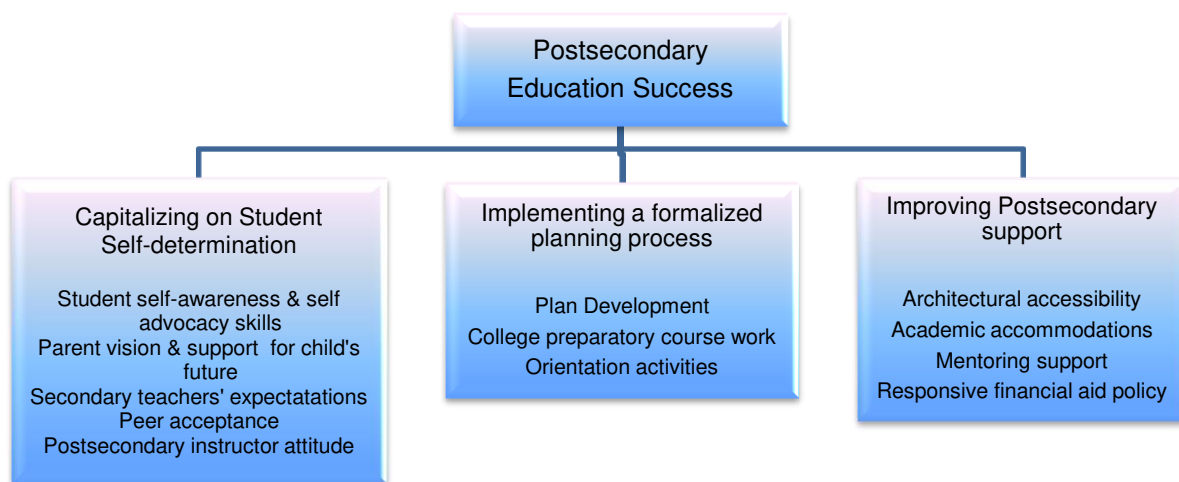 Postsecondary
Education Success
Capitalizing on Student
Self-determination
Student self-awareness & self
advocacy skills
Parent vision & support for child's
future
Secondary teachers' expectatations
Peer acceptance
Postsecondary instructor attitude
Implementing a formalized
planning process
Plan Development
College preparatory course work
Orientation activities
Improving Postsecondary
support
Architectural accessibility
Academic accommodations
Mentoring support
Responsive financial aid policy